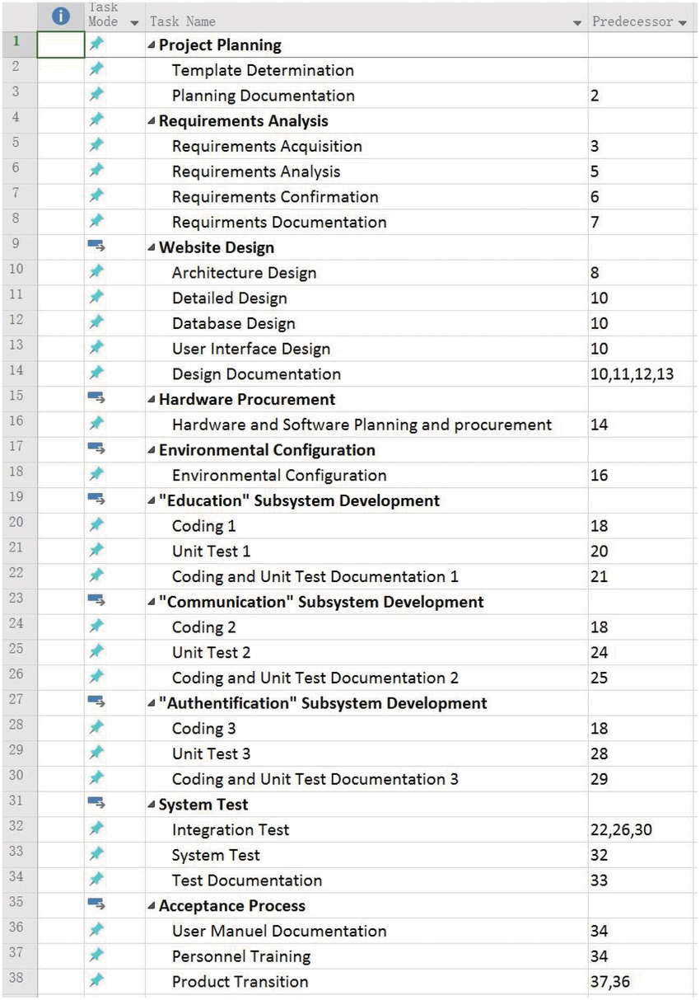 Task
Mode Task Name Predecessor
1 Project Planning
2 Template Determination
3 Planning Documentation 2
4 Requirements Analysis
5 Requirements Acquisition 3
6 Requirements Analysis 5
7 Requirements Confirmation 6
8 Requirments Documentation 7
9 Website Design
10 Architecture Design 8
11 Detailed Design 10
12 Database Design 10
13 User Interface Design 10
14 Design Documentation 10,11,12,13
15 Hardware Procurement
16 Hardware and Software Planning and procurement 14
17 Environmental Configuration
18 Environmental Configuration 16
19 "Education" Subsystem Development
20 Coding 1 18
21 Unit Test 1 20
22 Coding and Unit Test Documentation 1 21
23 "Communication" Subsystem Development
24 Coding 2 18
25 Unit Test 2 24
26 Coding and Unit Test Documentation 2 25
27 "Authentification" Subsystem Development
28 Coding 3 18
29 Unit Test 3 28
30 Coding and Unit Test Documentation 3 29
31 System Test
32 Integration Test 22,26,30
33 System Test 32
34 Test Documentation 33
35 Acceptance Process
36 User Manuel Documentation 34
37 Personnel Training 34
38 Product Transition 37,36